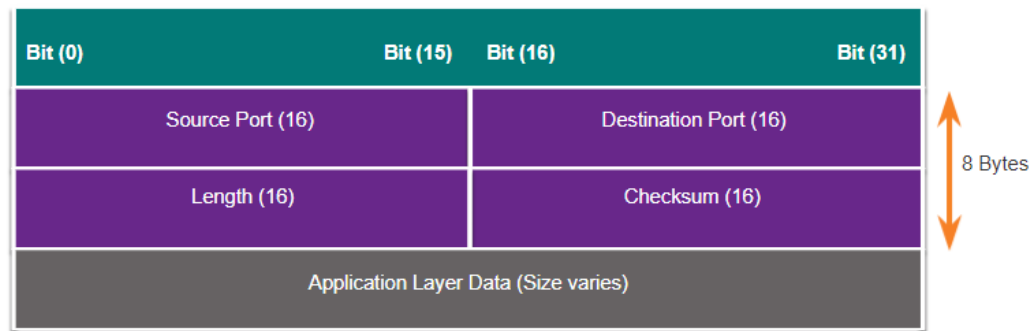 Bit (0) Bit (15) Bit (16) Bit (31)
Source Port (16) Destination Port (16)
8 Bytes
Length (16) Checksum (16)
Application Layer Data (Size varies)